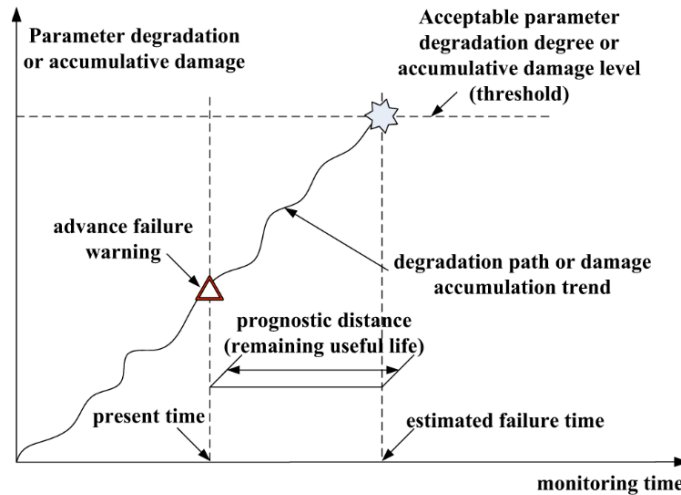 Parameter degradation
or accumulative damage
Acceptable parameter
degradation degree or
accumulative damage level
(threshold)
advance failure
warning
degradation path or damage
accumulation trend
prognostic distance
(remaining useful life)
present time
estimated failure time
monitoring time